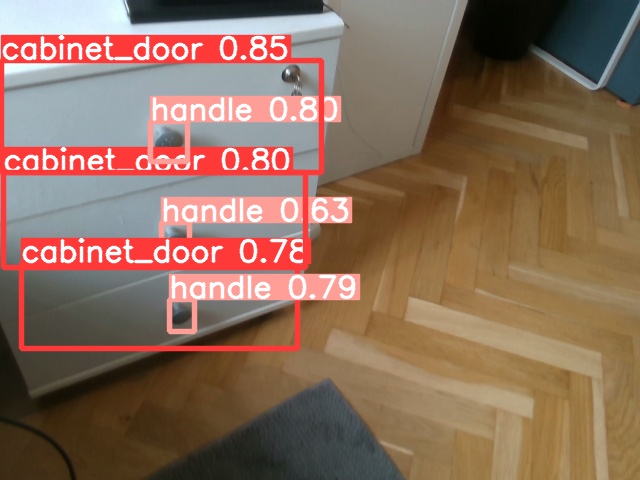 cabinet_door 0.85
handle 0.80
cabinet_door 0.80
handle 0.63
cabinet_door 0.78
handle 0.79